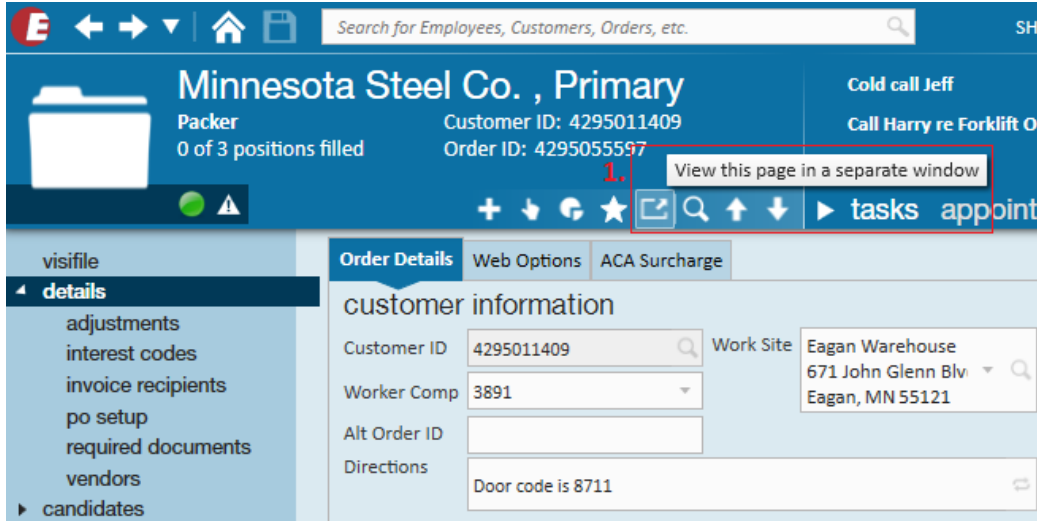 E
Search for Employees, Customers, Orders, etc.
SH
Minnesota Steel Co. , Primary
Packer
Customer ID: 4295011409
0 of 3 positions filled
Order ID: 4295055597
Cold call Jeff
Call Harry re Forklift O
1.
View this page in a separate window
tasks appoint
visifile
details
adjustments
interest codes
invoice recipients
po setup
required documents
vendors
candidates
Order Details Web Options ACA Surcharge
customer information
Customer ID 4295011409
Work Site Eagan Warehouse
671 John Glenn Blv
Eagan, MN 55121
Worker Comp 3891
Alt Order ID
Directions
Door code is 8711